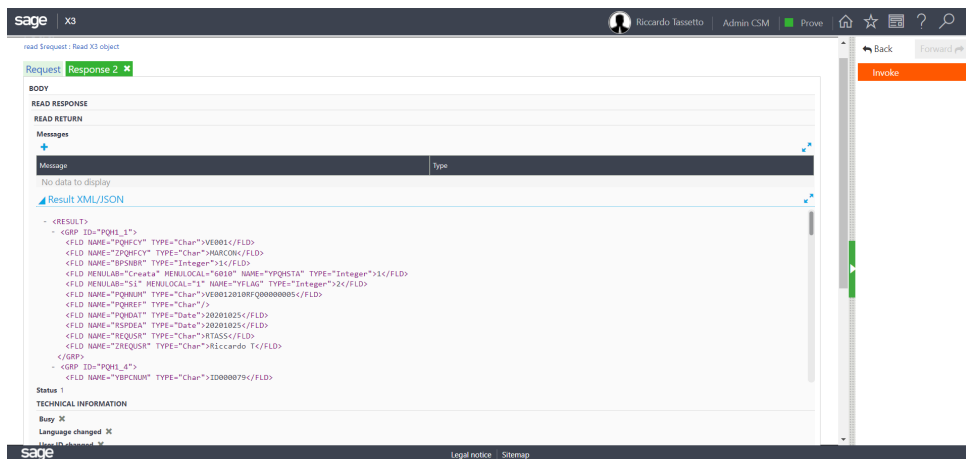 sage X3 Riccardo Tassetto Admin CSM Prove
read $request : Read X3 object
Back Forward
Request Response 2
Invoke
BODY
READ RESPONSE
READ RETURN
Messages
Message Type
No data to display
Result XML/JSON
- <RESULT>
- <GRP ID="PQH1_1">
<FLD NAME="PQHFCY" TYPE="Char">VE001</FLD>
<FLD NAME="ZPQHFCY" TYPE="Char">MARCON</FLD>
<FLD NAME="BPSNBR" TYPE="Integer">1</FLD>
<FLD MENULAB="Creata" MENULOCAL="6010" NAME="YPQHSTA" TYPE="Integer">1</FLD>
<FLD MENULAB="Si" MENULOCAL="1" NAME="YFLAG" TYPE="Integer">2</FLD>
<FLD NAME="PQHNUM" TYPE="Char">VE0012010RFQ00000005</FLD>
<FLD NAME="PQHREF" TYPE="Char"/>
<FLD NAME="PQHDAT" TYPE="Date">20201025</FLD>
<FLD NAME="RSPDEA" TYPE="Date">20201025</FLD>
<FLD NAME="REQUSR" TYPE="Char">RTASS</FLD>
<FLD NAME="ZREQUSR" TYPE="Char">Riccardo T</FLD>
</GRP>
- <GRP ID="PQH1_4">
<FLD NAME="YBPCNUM" TYPE="Char">ID000079</FLD>
Status 1
TECHNICAL INFORMATION
Busy
Language changed
User ID changed
sage Legal notice Sitemap